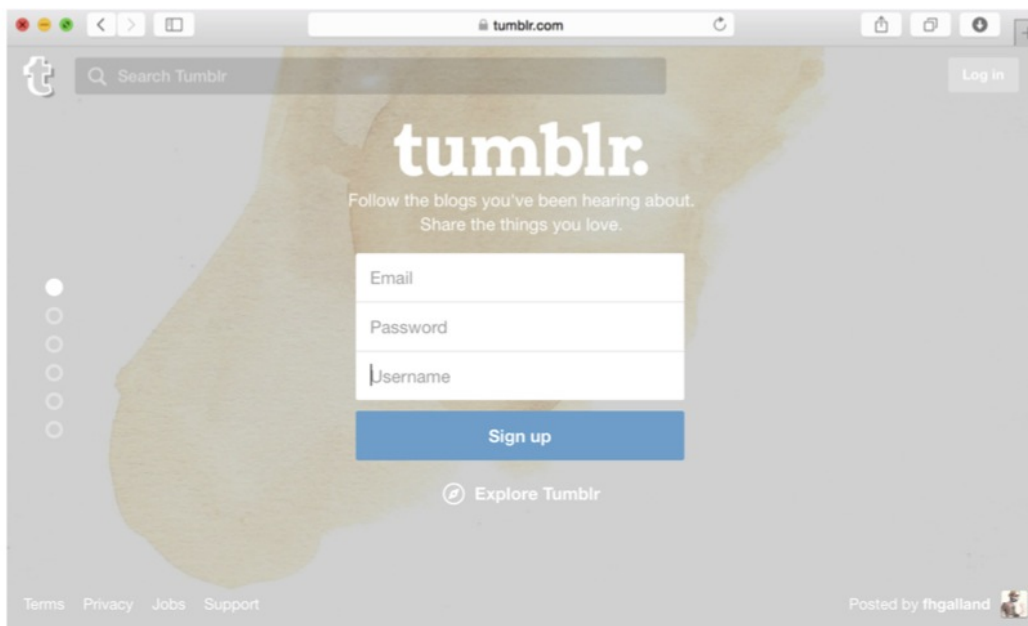 tumblr.com
t
Search Tumblr
Log in
tumblr.
Follow the blogs you've been hearing about.
Share the things you love.
Email
Password
Username
Sign up
Explore Tumblr
Terms Privacy Jobs Support
Posted by fhgalland